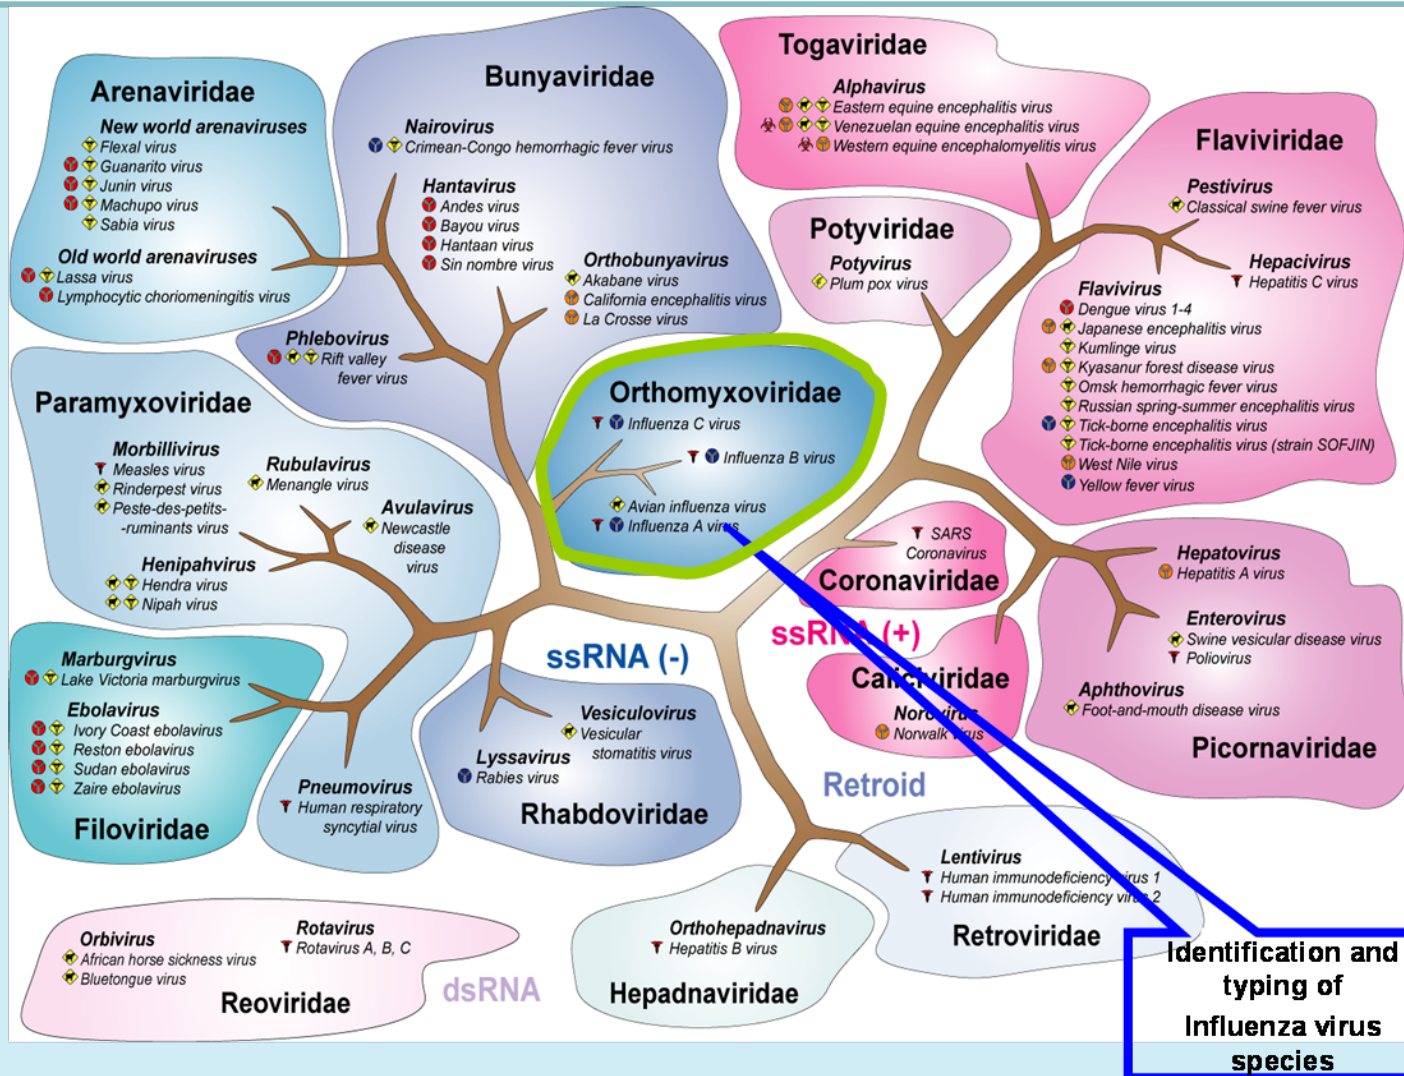 Arenaviridae
New world arenaviruses
Flexal virus
Guanarito virus
Junin virus
Machupo virus
Sabia virus
Old world arenaviruses
Lassa virus
Lymphocytic choriomeningitis virus
Bunyaviridae
Nairovirus
Crimean-Congo hemorrhagic fever virus
Hantavirus
Andes virus
Bayou virus
Hantaan virus
Sin nombre virus
Orthobunyavirus
Akabane virus
California encephalitis virus
La Crosse virus
Phlebovirus
Rift valley
fever virus
Togaviridae
Alphavirus
Eastern equine encephalitis virus
Venezuelan equine encephalitis virus
Western equine encephalomyelitis virus
Flaviviridae
Pestivirus
Classical swine fever virus
Hepacivirus
Hepatitis C virus
Flavivirus
Dengue virus 1-4
Japanese encephalitis virus
Kumlinge virus
Kyasanur forest disease virus
Omsk hemorrhagic fever virus
Russian spring-summer encephalitis virus
Tick-borne encephalitis virus
Tick-borne encephalitis virus (strain SOFJIN)
West Nile virus
Yellow fever virus
Potyviridae
Potyvirus
Plum pox virus
Orthomyxoviridae
Influenza C virus
Influenza B virus
Avian influenza virus
Influenza A virus
Paramyxoviridae
Morbillivirus
Measles virus
Rinderpest virus
Peste-des-petits-
-ruminants virus
Rubulavirus
Menangle virus
Avulavirus
Newcastle
disease
virus
Henipahvirus
Hendra virus
Nipah virus
Pneumovirus
Human respiratory
syncytial virus
SARS
Coronavirus
Coronaviridae
ssRNA (+)
ssRNA (-)
Caliciviridae
Norovirus
Norwalk virus
Hepatovirus
Hepatitis A virus
Enterovirus
Swine vesicular disease virus
Poliovirus
Aphthovirus
Foot-and-mouth disease virus
Picornaviridae
Marburgvirus
Lake Victoria marburgvirus
Ebolavirus
Ivory Coast ebolavirus
Reston ebolavirus
Sudan ebolavirus
Zaire ebolavirus
Filoviridae
Vesiculovirus
Vesicular
stomatitis virus
Lyssavirus
Rabies virus
Rhabdoviridae
Retroid
Lentivirus
Human immunodeficiency virus 1
Human immunodeficiency virus 2
Retroviridae
Orthohepadnavirus
Hepatitis B virus
Hepadnaviridae
Orbivirus
African horse sickness virus
Bluetongue virus
Rotavirus
Rotavirus A, B, C
Reoviridae
dsRNA
Identification and
typing of
Influenza virus
species